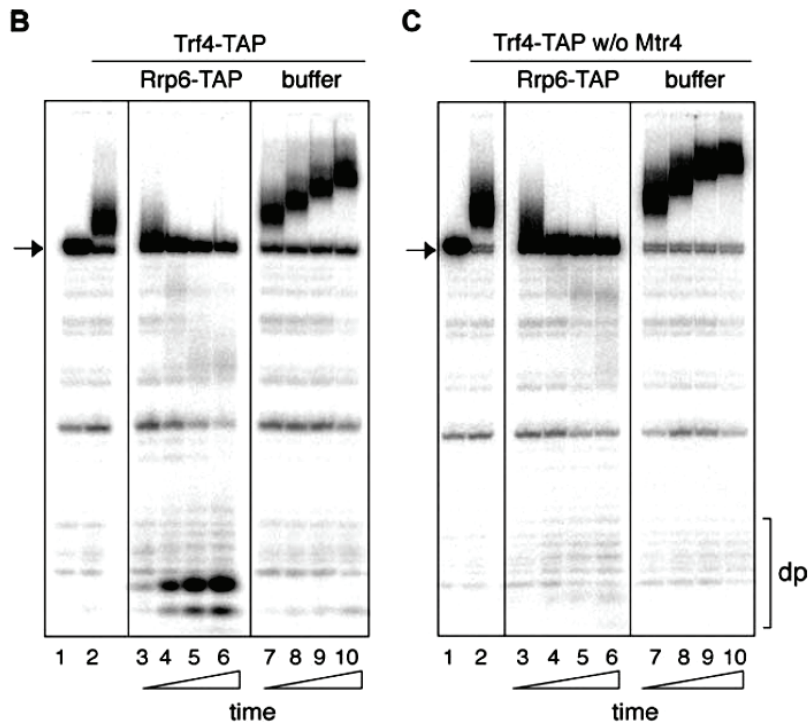 B
Trf4-TAP
Rrp6-TAP buffer
1 2 3 4 5 6 7 8 9 10
time
C
Trf4-TAP w/o Mtr4
Rrp6-TAP buffer
dp
1 2 3 4 5 6 7 8 9 10
time